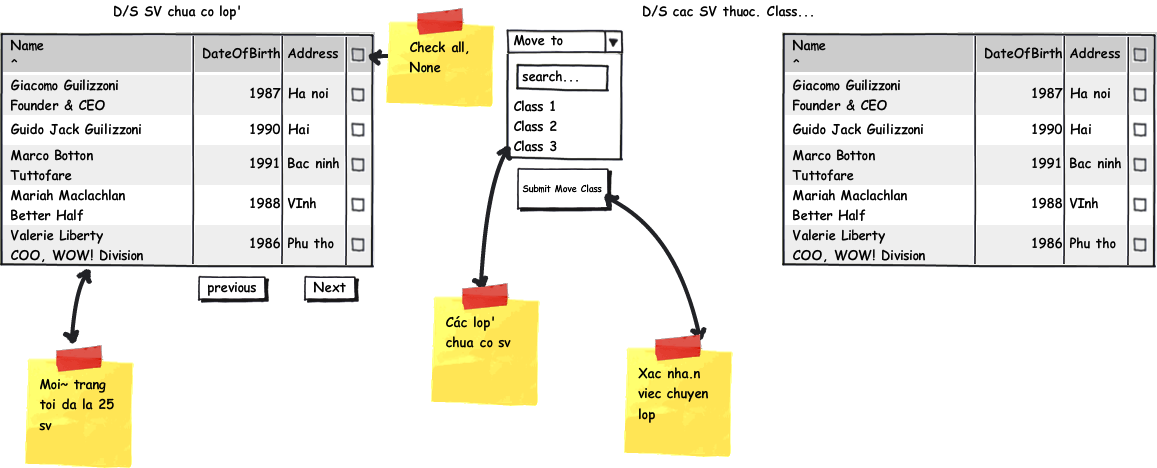 D/S SV chua co lop'
Name
^
DateOfBirth
Address
Giacomo Guilizzoni
Founder & CEO
1987
Ha noi
Guido Jack Guilizzoni
1990
Hai
Marco Botton
Tuttofare
1991
Bac ninh
Mariah Maclachlan
Better Half
1988
VInh
Valerie Liberty
COO, WOW! Division
1986
Phu tho
previous
Next
Moi~ trang
toi da la 25
sv
Check all,
None
Move to
search...
Class 1
Class 2
Class 3
Submit Move Class
Các lop'
chua co sv
Xac nha.n
viec chuyen
lop
D/S cac SV thuoc. Class...
Name
^
DateOfBirth
Address
Giacomo Guilizzoni
Founder & CEO
1987
Ha noi
Guido Jack Guilizzoni
1990
Hai
Marco Botton
Tuttofare
1991
Bac ninh
Mariah Maclachlan
Better Half
1988
VInh
Valerie Liberty
COO, WOW! Division
1986
Phu tho